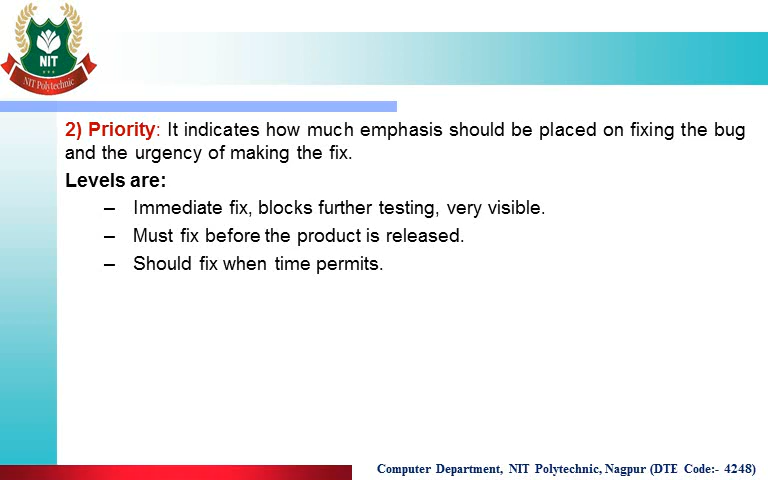 NIT
NIT Polytechnic
2) Priority: It indicates how much emphasis should be placed on fixing the bug
and the urgency of making the fix.
Levels are:
– Immediate fix, blocks further testing, very visible.
– Must fix before the product is released.
– Should fix when time permits.
Computer Department, NIT Polytechnic, Nagpur (DTE Code:- 4248)